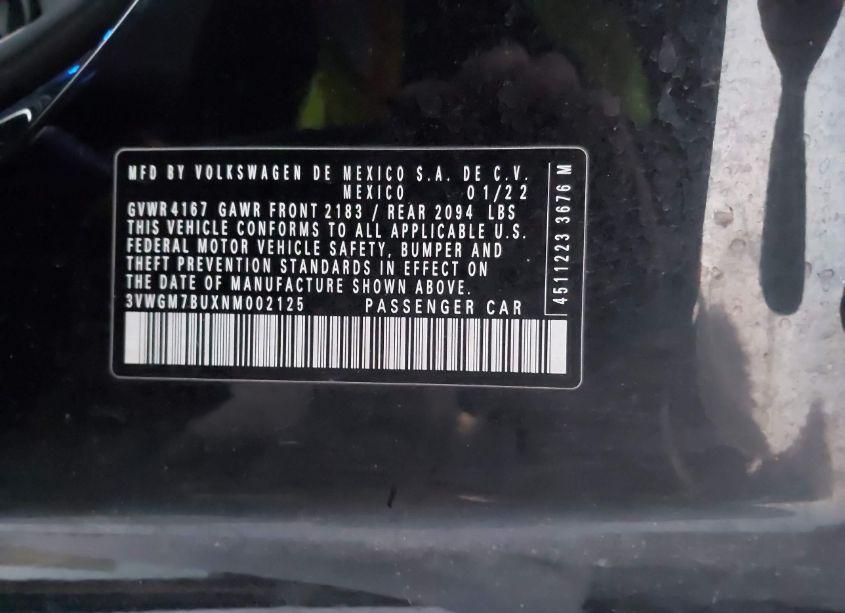 MFD BY VOLKSWAGEN DE MEXICO S.A. DE C.V.
MEXICO 01/22
GVWR 4167 GAWR FRONT 2183 / REAR 2094 LBS
THIS VEHICLE CONFORMS TO ALL APPLICABLE U.S.
FEDERAL MOTOR VEHICLE SAFETY, BUMPER AND
THEFT PREVENTION STANDARDS IN EFFECT ON
THE DATE OF MANUFACTURE SHOWN ABOVE.
3VWGM7BUXNM002125 PASSENGER CAR
4511223 3676 M